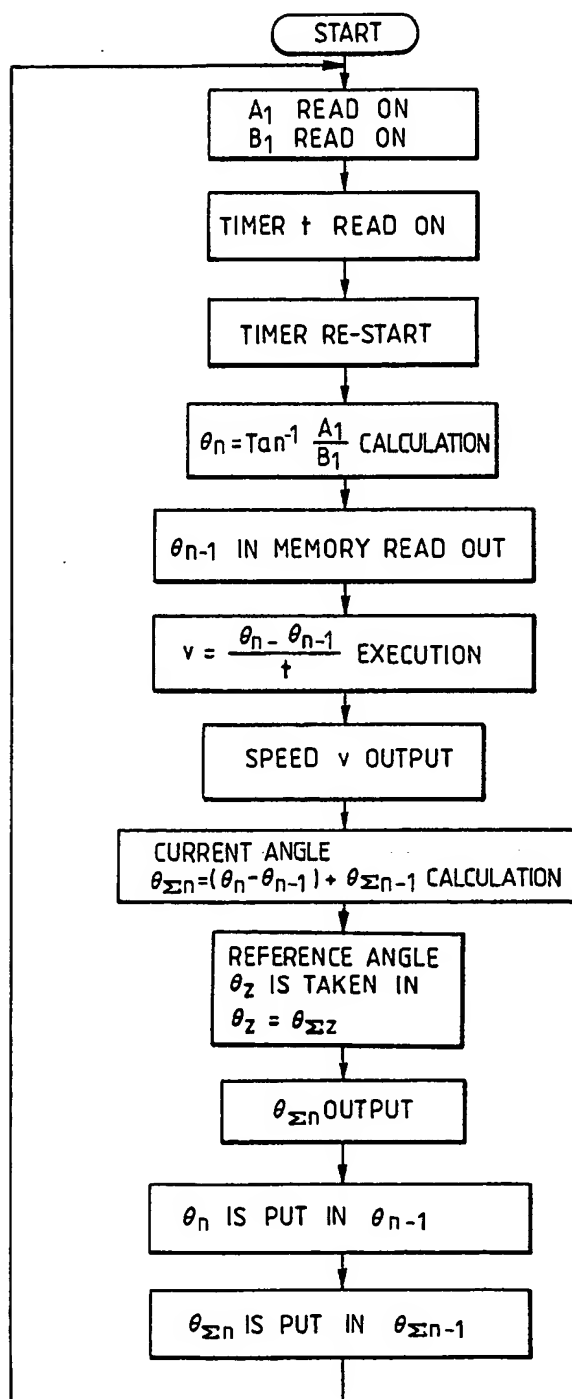 START
A1 READ ON
B1 READ ON
TIMER t READ ON
TIMER RE-START
θn = Tan⁻¹ A1/B1 CALCULATION
θn-1 IN MEMORY READ OUT
v = θn- θn-1/t EXECUTION
SPEED v OUTPUT
CURRENT ANGLE
θΣn=(θn-θn-1)+ θΣn-1 CALCULATION
REFERENCE ANGLE
θz IS TAKEN IN
θz = θΣz
θΣn OUTPUT
θn IS PUT IN θn-1
θΣn IS PUT IN θΣn-1